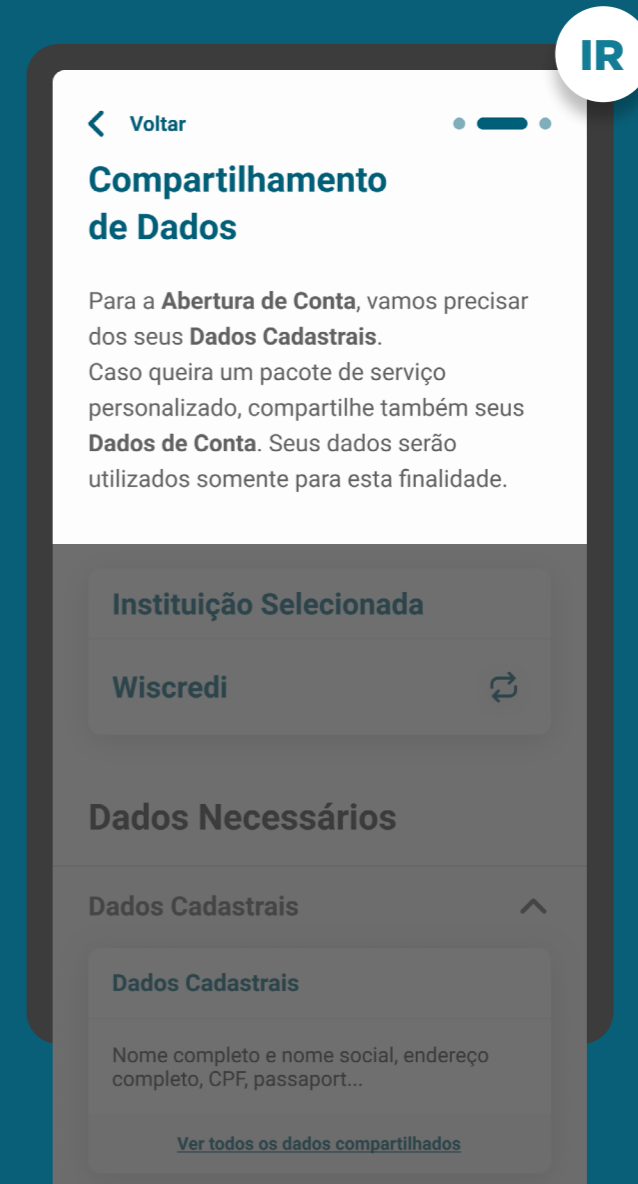 IR
Voltar
Compartilhamento
de Dados
Para a Abertura de Conta, vamos precisar
dos seus Dados Cadastrais.
Caso queira um pacote de serviço
personalizado, compartilhe também seus
Dados de Conta. Seus dados serão
utilizados somente para esta finalidade.
Instituição Selecionada
Wiscredi
Dados Necessários
Dados Cadastrais
Dados Cadastrais
Nome completo e nome social, endereço
completo, CPF, passaport...
Ver todos os dados compartilhados